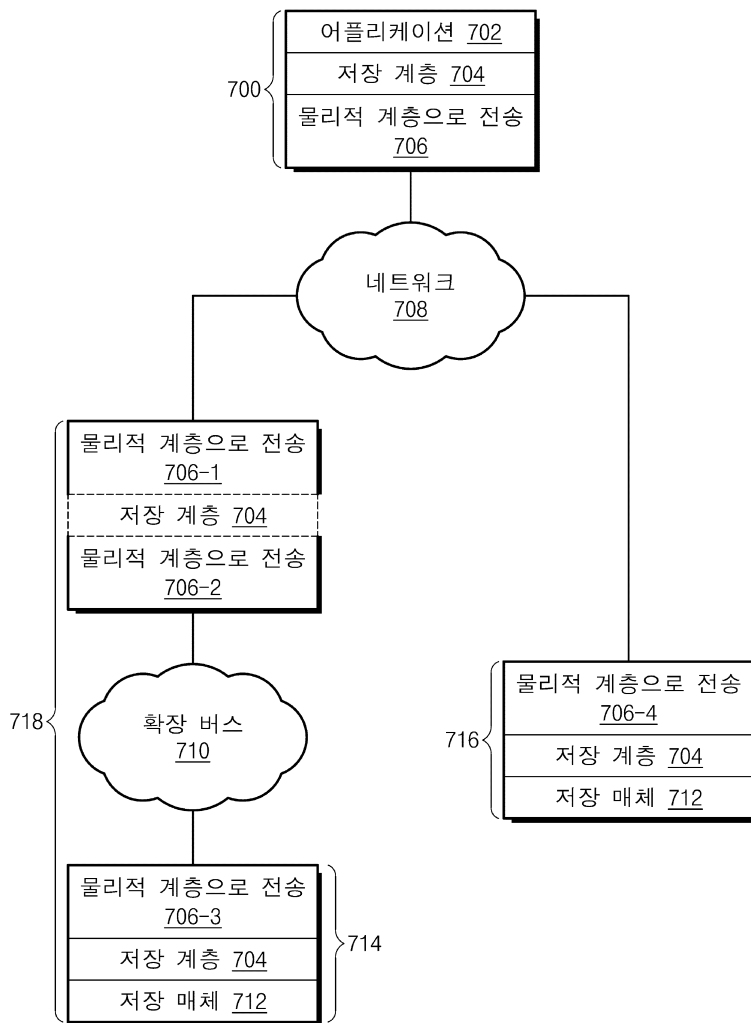 어플리케이션 702
저장 계층 704
700
물리적 계층으로 전송
706
네트워크
708
물리적 계층으로 전송
706-1
저장 계층 704
물리적 계층으로 전송
706-2
718
확장 버스
710
물리적 계층으로 전송
706-4
716
저장 계층 704
저장 매체 712
물리적 계층으로 전송
706-3
714
저장 계층 704
저장 매체 712